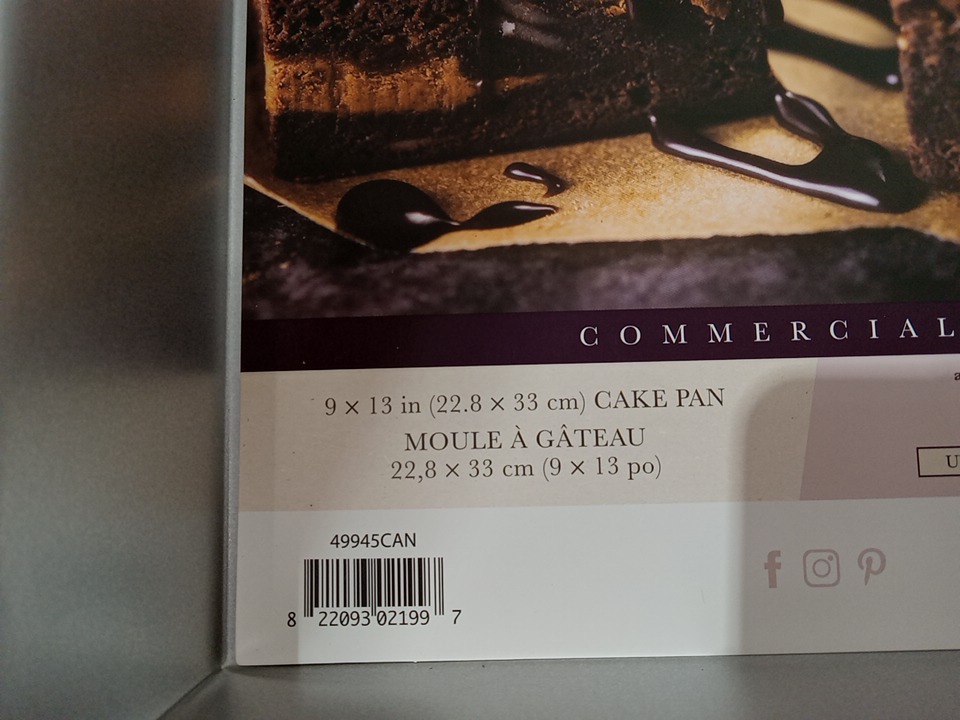 COMMERCIAL
9 × 13 in (22.8 × 33 cm) CAKE PAN
MOULE À GÂTEAU
22,8 × 33 cm (9 × 13 po)
49945CAN
8 22093 02199 7